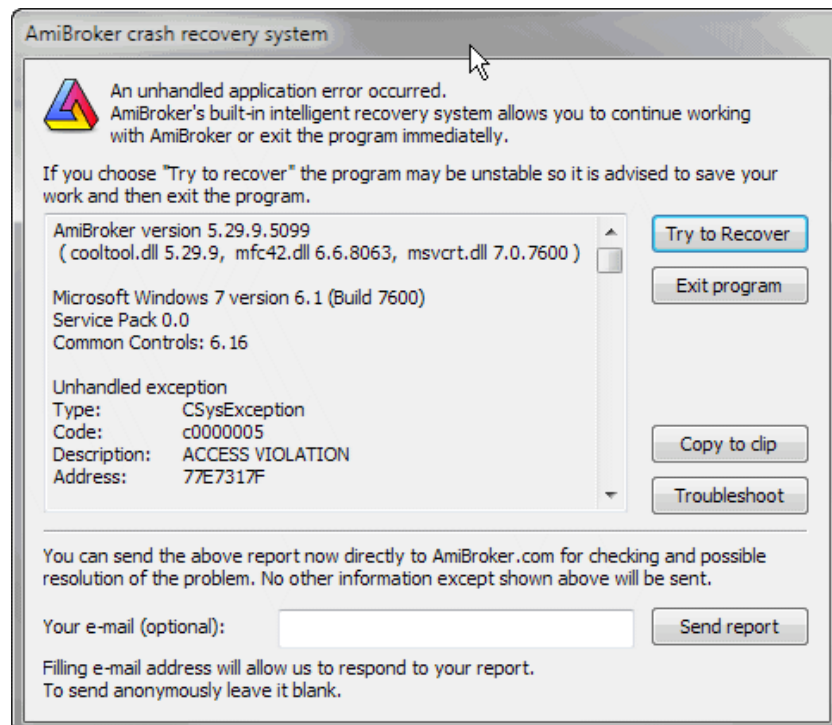 AmiBroker crash recovery system
An unhandled application error occurred.
AmiBroker's built-in intelligent recovery system allows you to continue working
with AmiBroker or exit the program immediatelly.
If you choose "Try to recover" the program may be unstable so it is advised to save your
work and then exit the program.
AmiBroker version 5.29.9.5099
( cooltool.dll 5.29.9, mfc42.dll 6.6.8063, msvcrt.dll 7.0.7600 )
Microsoft Windows 7 version 6.1 (Build 7600)
Service Pack 0.0
Common Controls: 6.16
Unhandled exception
Type: CSysException
Code: c0000005
Description: ACCESS VIOLATION
Address: 77E7317F
Try to Recover
Exit program
Copy to clip
Troubleshoot
You can send the above report now directly to AmiBroker.com for checking and possible
resolution of the problem. No other information except shown above will be sent.
Your e-mail (optional):
Send report
Filling e-mail address will allow us to respond to your report.
To send anonymously leave it blank.